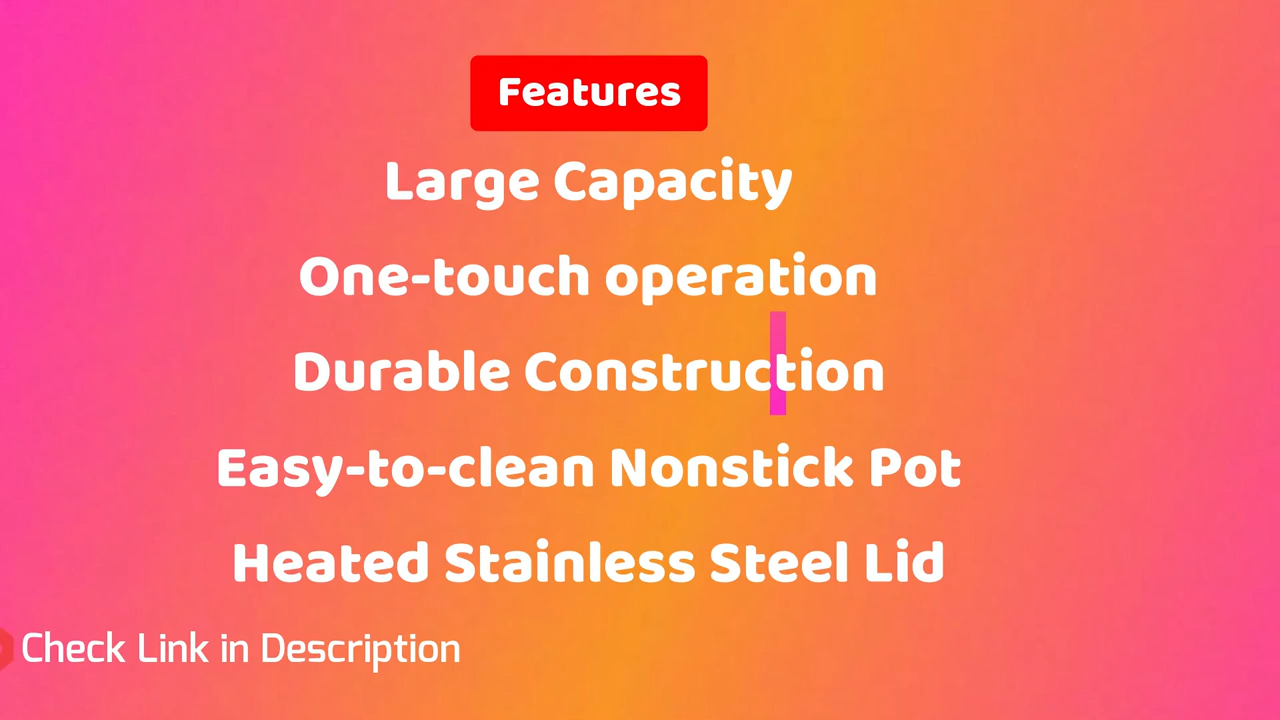 Features
Large Capacity
One-touch operation
Durable Construction
Easy-to-clean Nonstick Pot
Heated Stainless Steel Lid
Check Link in Description